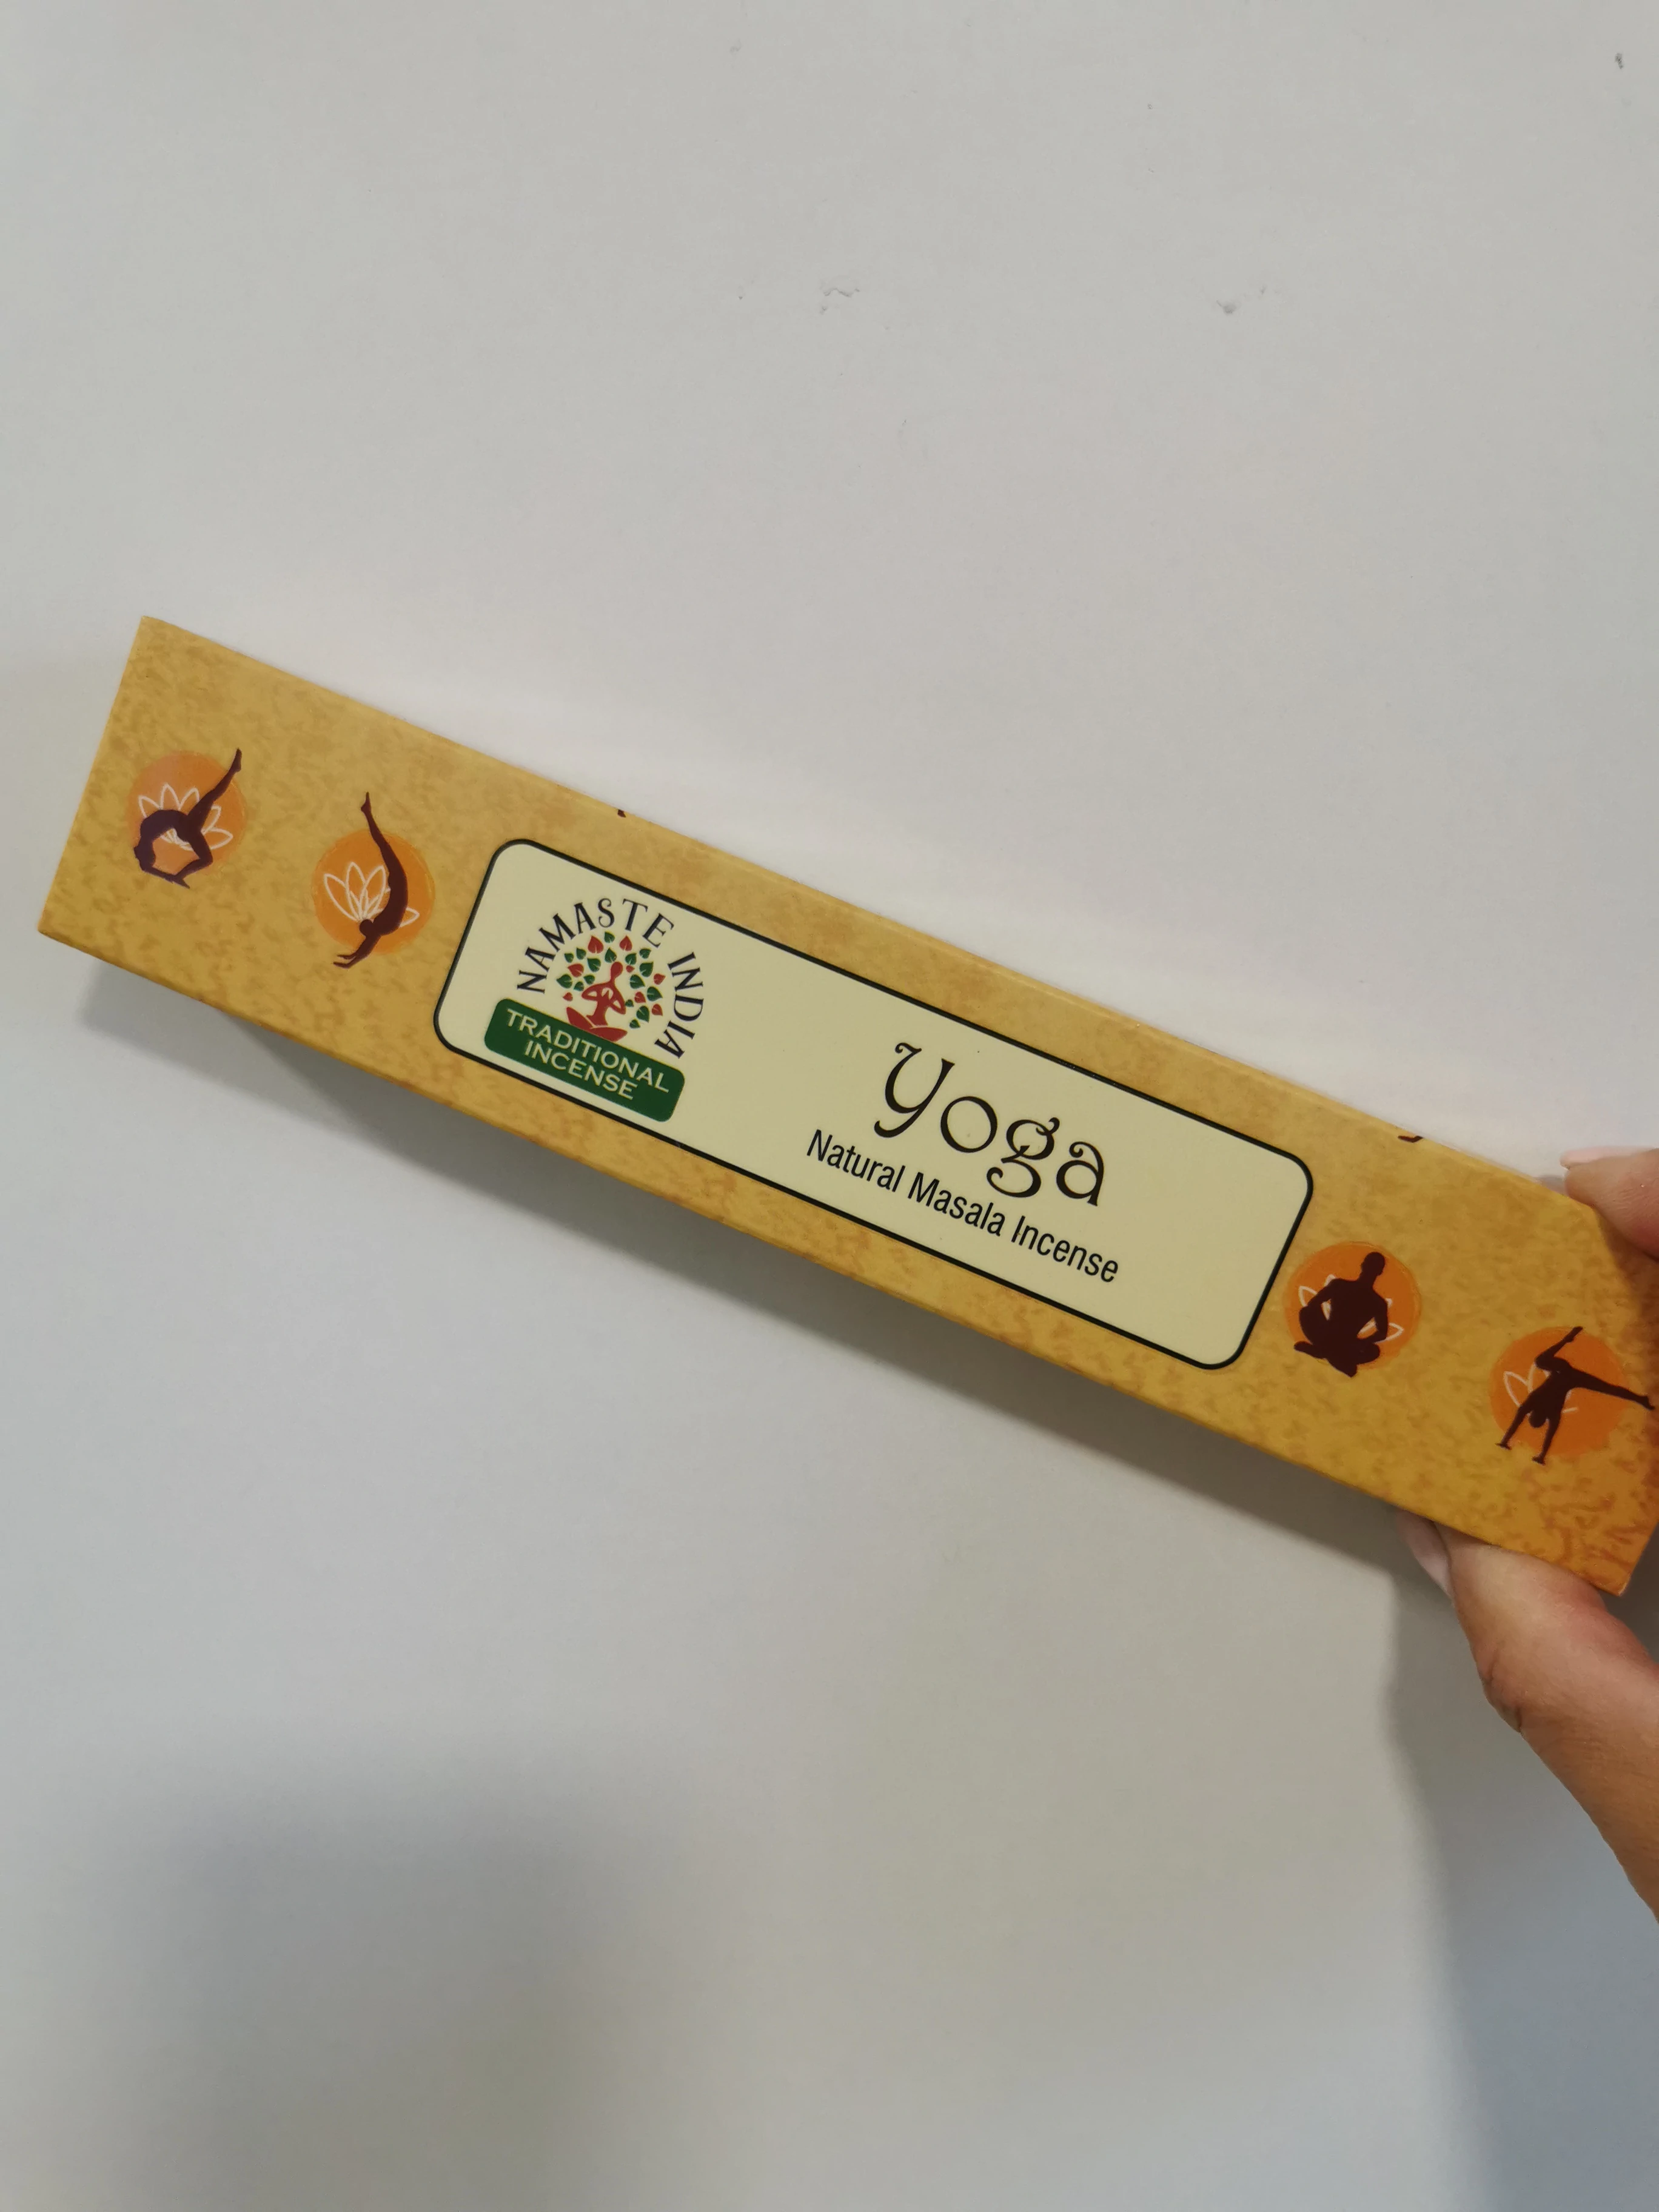 NAMASTE INDIA
TRADITIONAL
INCENSE
Yoga
Natural Masala Incense